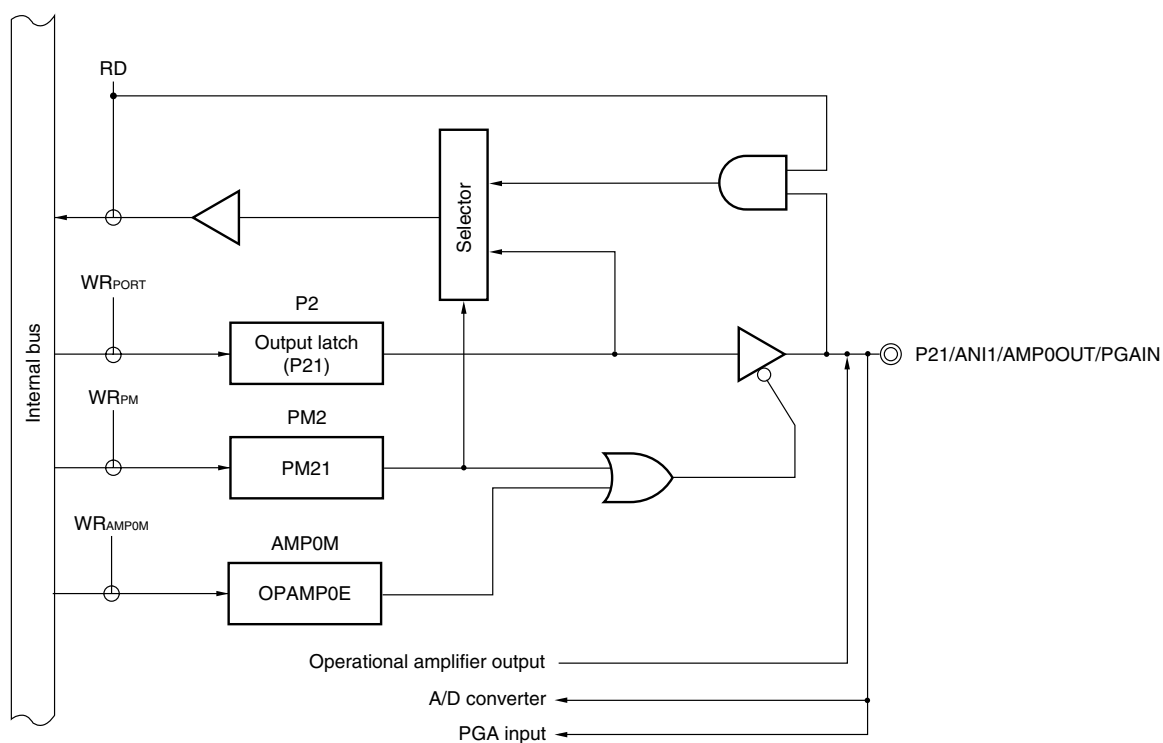 RD
Selector
WRPORT
P2
Output latch
(P21)
Internal bus
P21/ANI1/AMP0OUT/PGAIN
WRPM
PM2
PM21
WRAMP0M
AMP0M
OPAMP0E
Operational amplifier output
A/D converter
PGA input